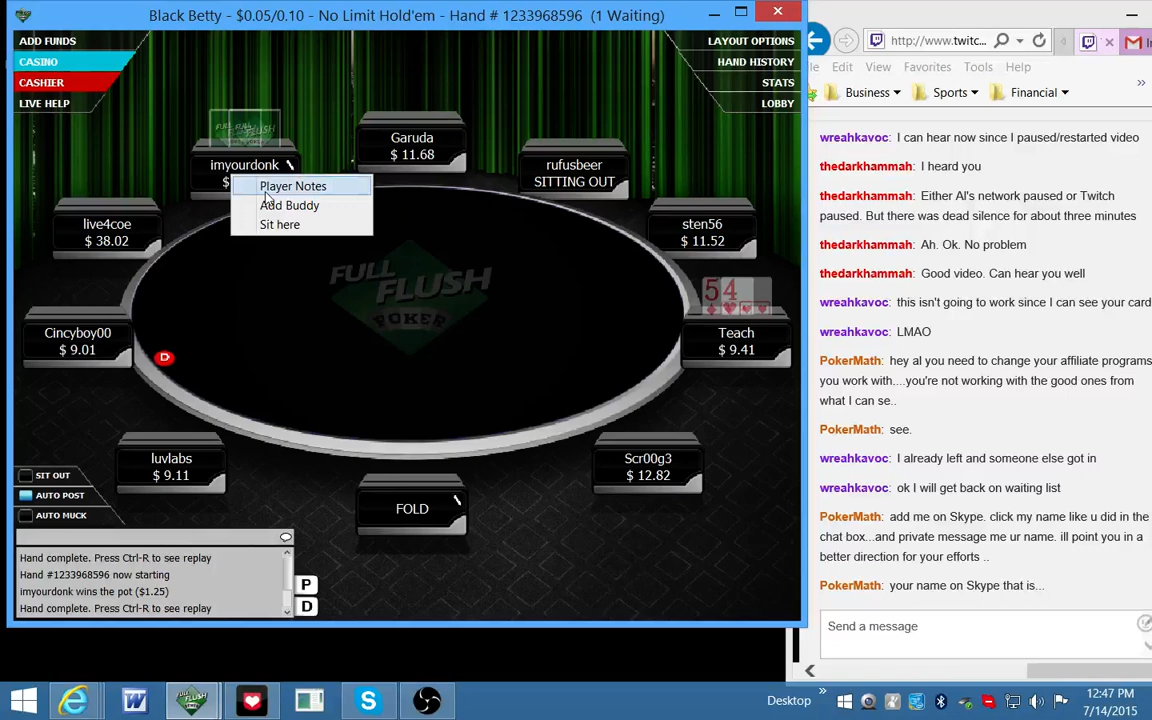 Black Betty - $0.05/0.10 - No Limit Hold'em - Hand # 1233968596 (1 Waiting)
ADD FUNDS
CASINO
CASHIER
LIVE HELP
LAYOUT OPTIONS
HAND HISTORY
STATS
LOBBY
http://www.twitc...
Edit View Favorites Tools Help
Business Sports Financial
FULL FLUSH
imyourdonk
$
Garuda
$ 11.68
rufusbeer
SITTING OUT
Player Notes
Add Buddy
Sit here
live4coe
$ 38.02
sten56
$ 11.52
FULL FLUSH
POKER
54
Cincyboy00
$ 9.01
D
Teach
$ 9.41
luvlabs
$ 9.11
Scr00g3
$ 12.82
FOLD
SIT OUT
AUTO POST
AUTO MUCK
Hand complete. Press Ctrl-R to see replay
Hand #1233968596 now starting
imyourdonk wins the pot ($1.25)
Hand complete. Press Ctrl-R to see replay
P
D
wreahkavoc: I can hear now since I paused/restarted video
thedarkhammah: I heard you
thedarkhammah: Either Al's network paused or Twitch
paused. But there was dead silence for about three minutes
thedarkhammah: Ah. Ok. No problem
thedarkhammah: Good video. Can hear you well
wreahkavoc: this isn't going to work since I can see your card
wreahkavoc: LMAO
PokerMath: hey al you need to change your affiliate programs
you work with....you're not working with the good ones from
what I can se..
PokerMath: see.
wreahkavoc: I already left and someone else got in
wreahkavoc: ok I will get back on waiting list
PokerMath: add me on Skype. click my name like u did in the
chat box...and private message me ur name. ill point you in a
better direction for your efforts ..
PokerMath: your name on Skype that is...
Send a message
Desktop
12:47 PM
7/14/2015